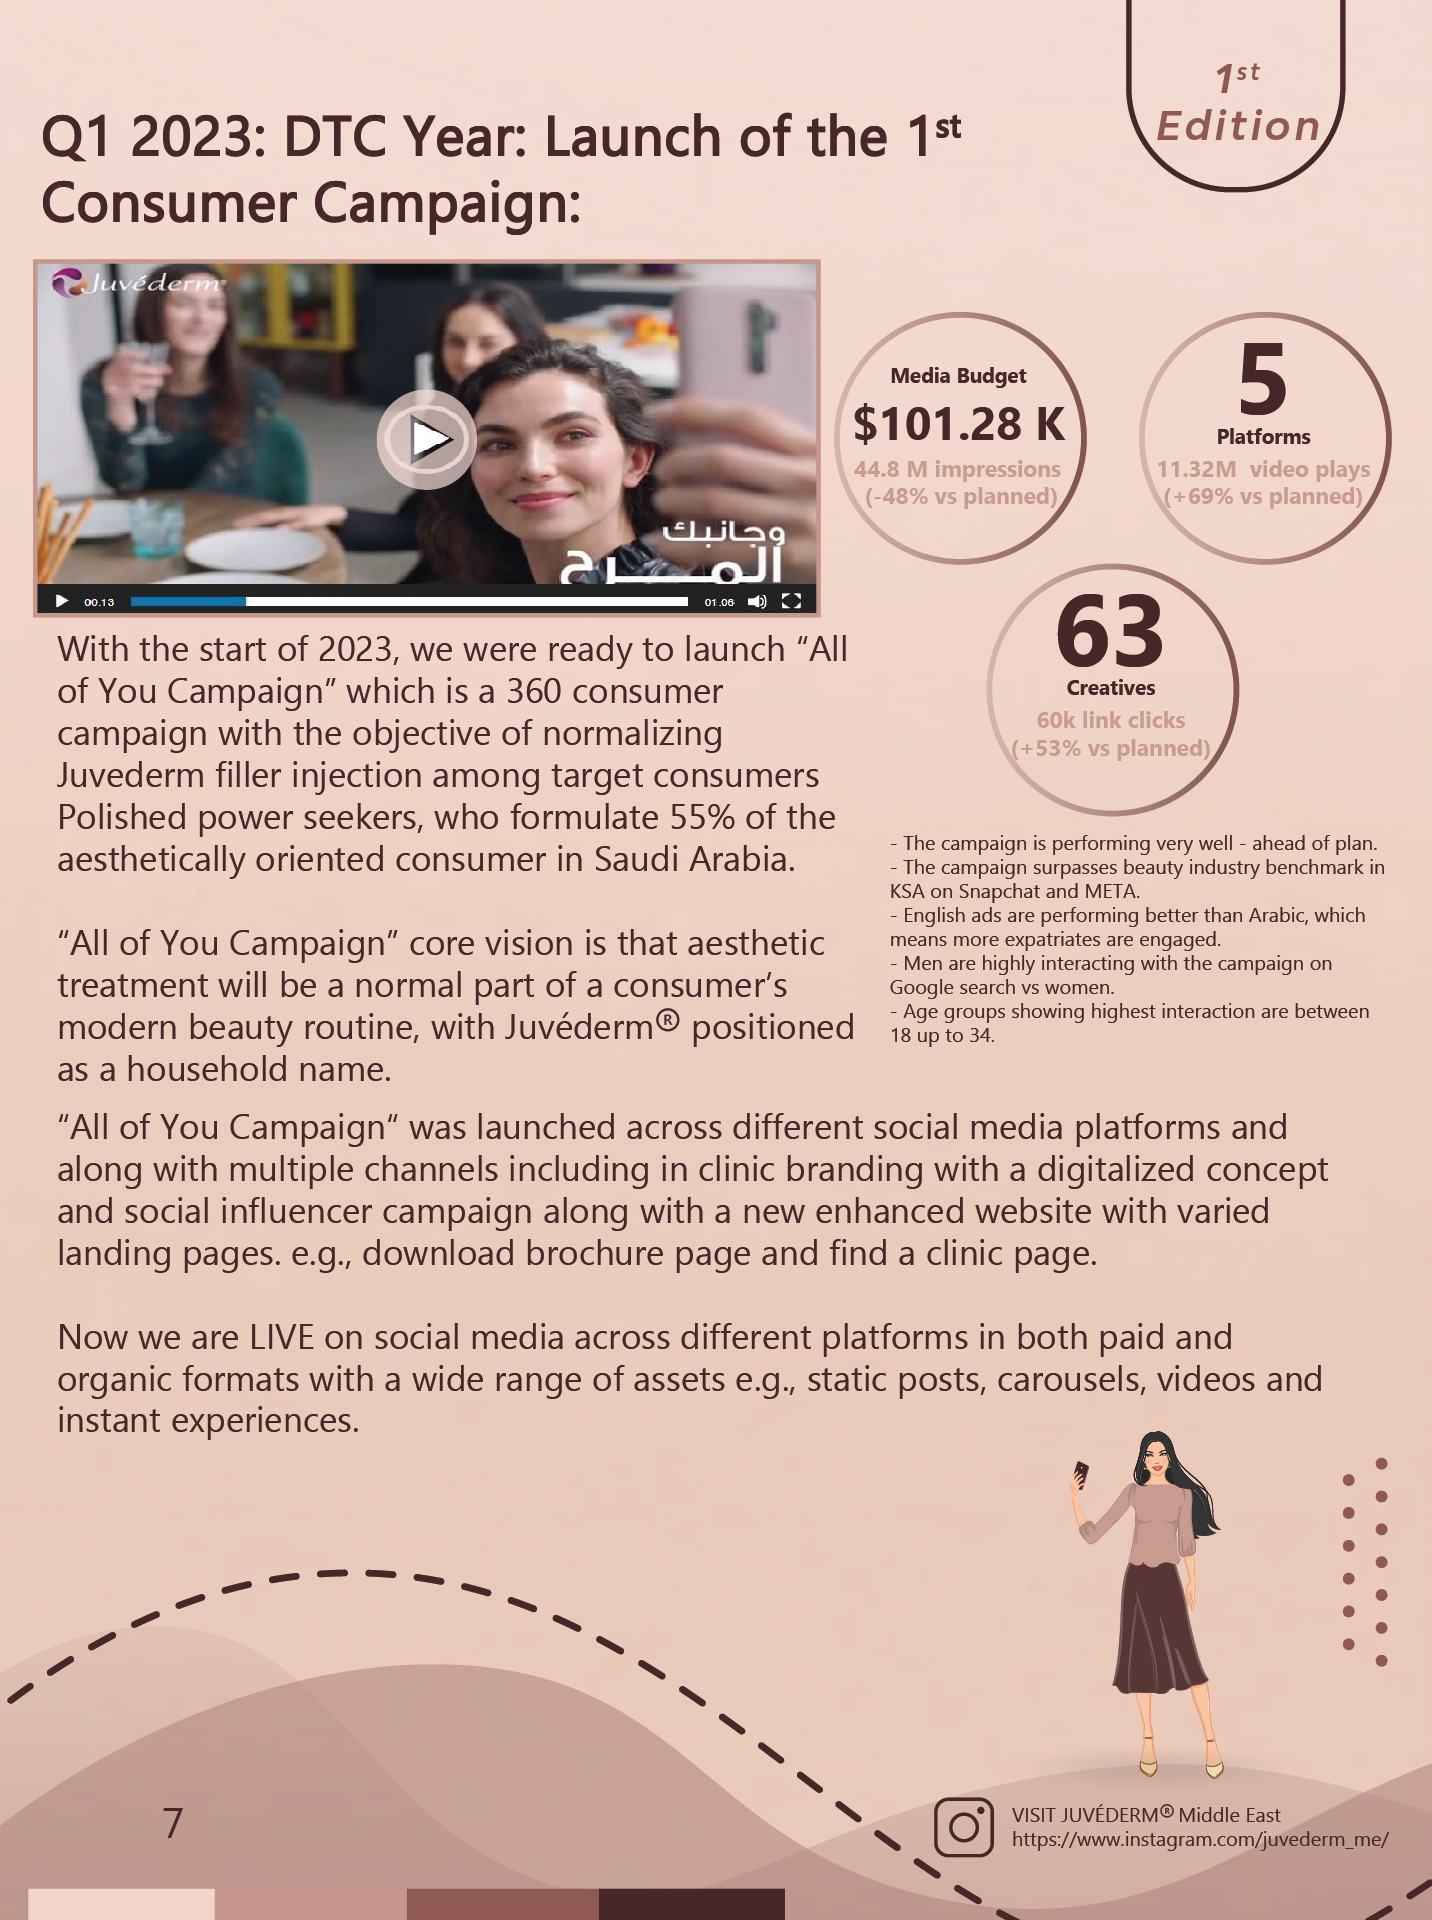 1st
Edition
Q1 2023: DTC Year: Launch of the 1st
Consumer Campaign:
Juvéderm®
وجانبك
المرح
00.13
01.06
Media Budget
$101.28 K
44.8 M impressions
(-48% vs planned)
5
Platforms
11.32M video plays
(+69% vs planned)
63
Creatives
60k link clicks
(+53% vs planned)
With the start of 2023, we were ready to launch “All
of You Campaign” which is a 360 consumer
campaign with the objective of normalizing
Juvederm filler injection among target consumers
Polished power seekers, who formulate 55% of the
aesthetically oriented consumer in Saudi Arabia.
“All of You Campaign” core vision is that aesthetic
treatment will be a normal part of a consumer’s
modern beauty routine, with Juvéderm® positioned
as a household name.
- The campaign is performing very well - ahead of plan.
- The campaign surpasses beauty industry benchmark in
KSA on Snapchat and META.
- English ads are performing better than Arabic, which
means more expatriates are engaged.
- Men are highly interacting with the campaign on
Google search vs women.
- Age groups showing highest interaction are between
18 up to 34.
“All of You Campaign“ was launched across different social media platforms and
along with multiple channels including in clinic branding with a digitalized concept
and social influencer campaign along with a new enhanced website with varied
landing pages. e.g., download brochure page and find a clinic page.
Now we are LIVE on social media across different platforms in both paid and
organic formats with a wide range of assets e.g., static posts, carousels, videos and
instant experiences.
7
VISIT JUVÉDERM® Middle East
https://www.instagram.com/juvederm_me/